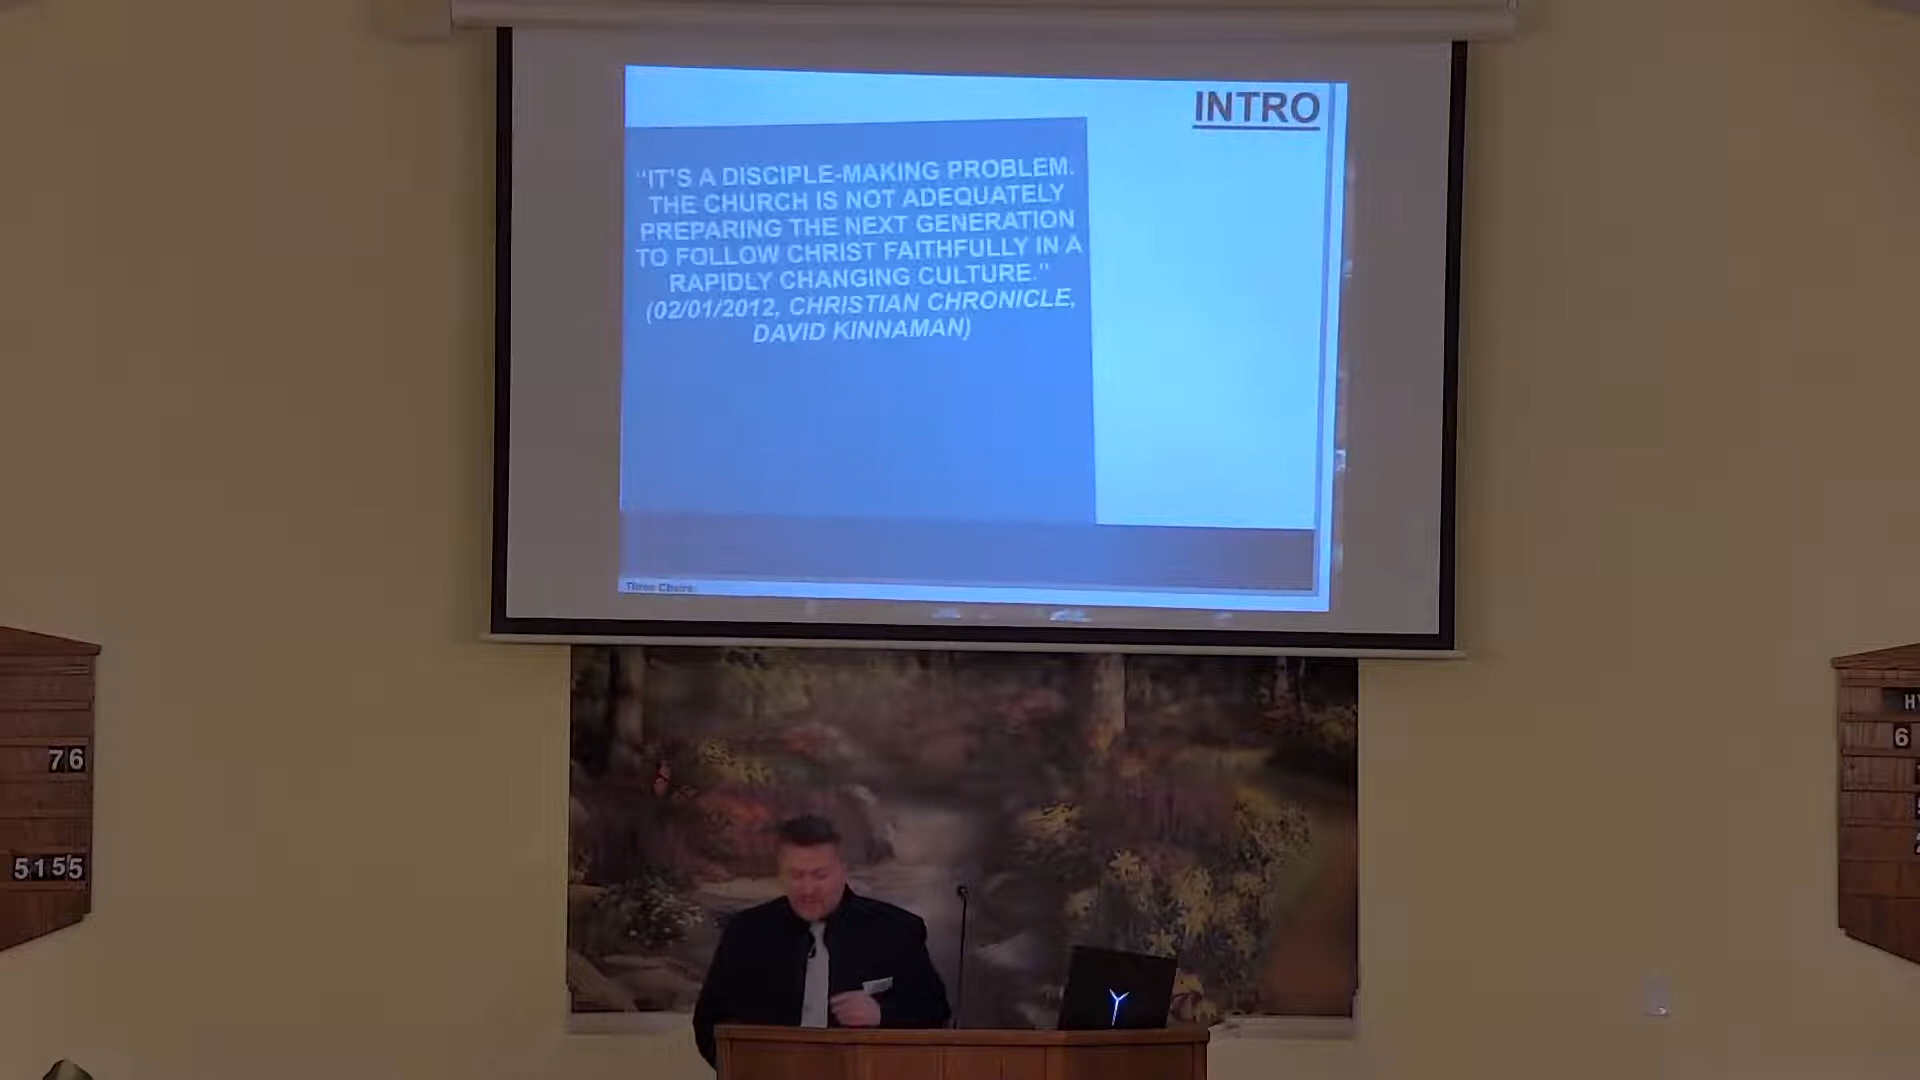 INTRO
“IT'S A DISCIPLE-MAKING PROBLEM.
THE CHURCH IS NOT ADEQUATELY
PREPARING THE NEXT GENERATION
TO FOLLOW CHRIST FAITHFULLY IN A
RAPIDLY CHANGING CULTURE.”
(02/01/2012, CHRISTIAN CHRONICLE,
DAVID KINNAMAN)
Three Chairs
76
5155
6